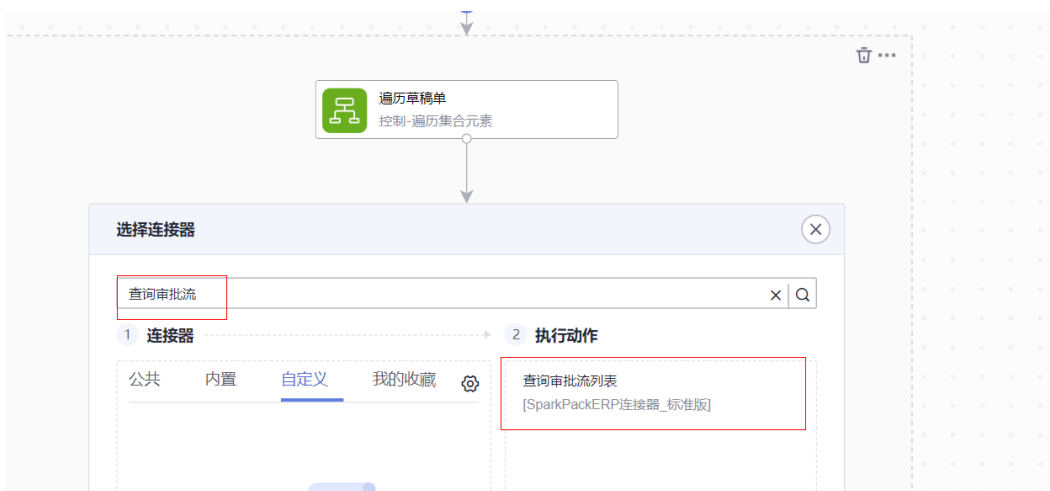 遍历草稿单
控制-遍历集合元素
选择连接器
查询审批流
1 连接器
2 执行动作
公共 内置 自定义 我的收藏
查询审批流列表
[SparkPackERP连接器_标准版]